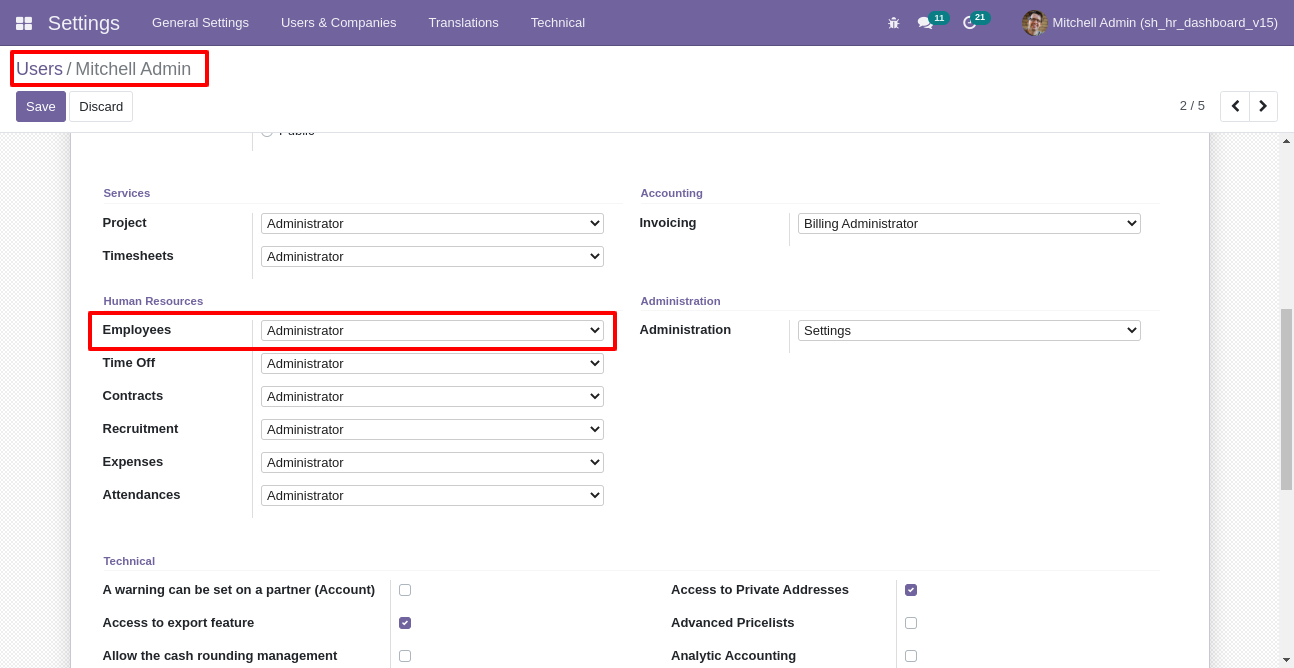 Settings General Settings Users & Companies Translations Technical 11 21 Mitchell Admin (sh_hr_dashboard_v15)
Users / Mitchell Admin
Save Discard 2 / 5
Public
Services Accounting
Project Administrator Invoicing Billing Administrator
Timesheets Administrator
Human Resources Administration
Employees Administrator Administration Settings
Time Off Administrator
Contracts Administrator
Recruitment Administrator
Expenses Administrator
Attendances Administrator
Technical
A warning can be set on a partner (Account) Access to Private Addresses
Access to export feature Advanced Pricelists
Allow the cash rounding management Analytic Accounting